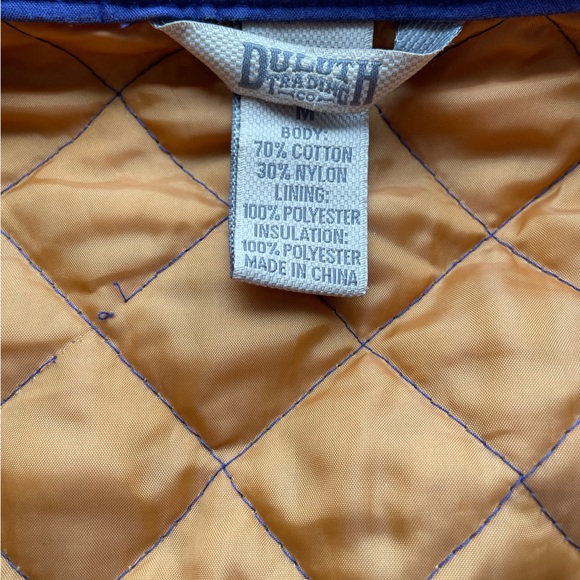 DULUTH
TRADING
CO
M
BODY:
70% COTTON
30% NYLON
LINING:
100% POLYESTER
INSULATION:
100% POLYESTER
MADE IN CHINA